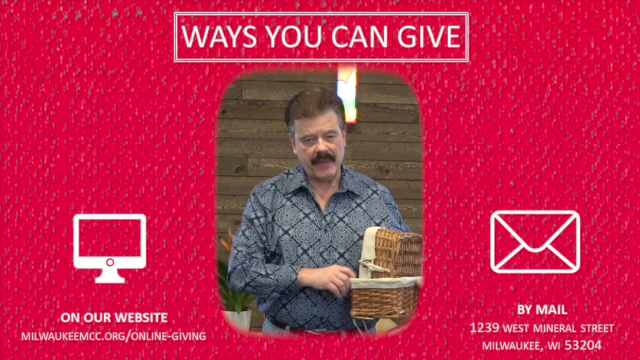 WAYS YOU CAN GIVE
ON OUR WEBSITE
MILWAUKEEMCC.ORG/ONLINE-GIVING
BY MAIL
1239 WEST MINERAL STREET
MILWAUKEE, WI 53204